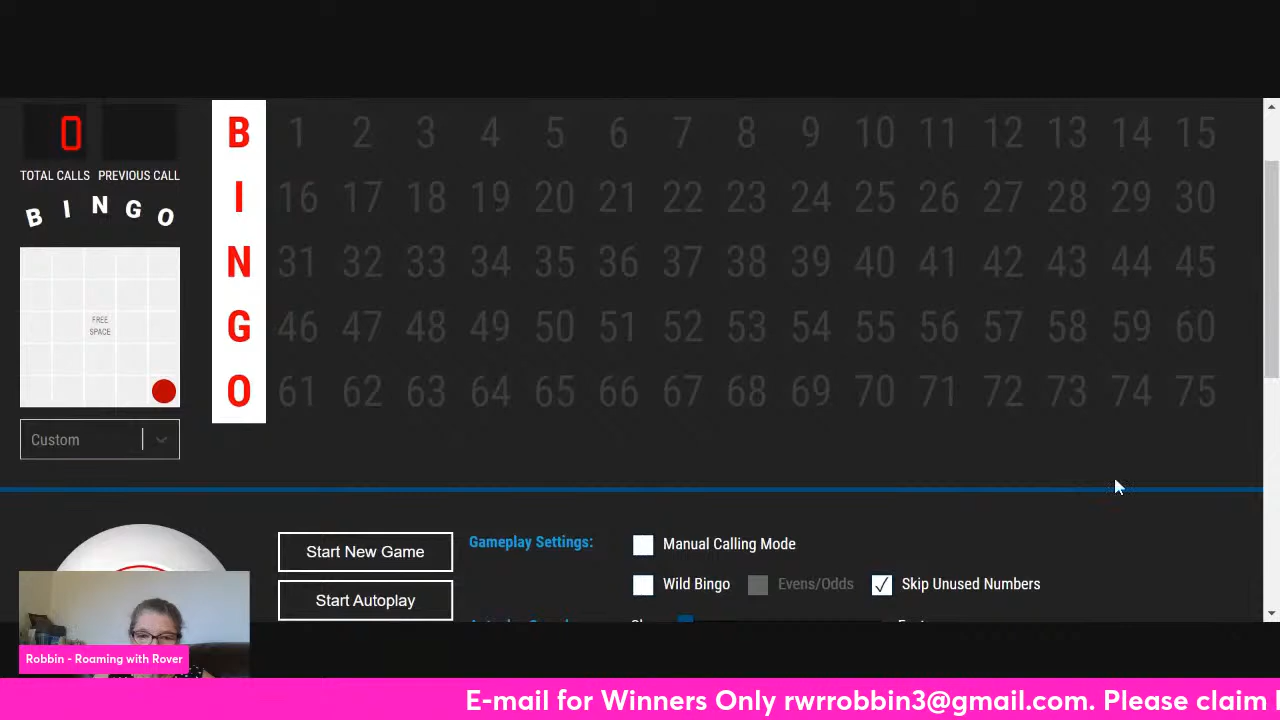 0
TOTAL CALLS PREVIOUS CALL
B I N G O
FREE
SPACE
Custom
B 1 2 3 4 5 6 7 8 9 10 11 12 13 14 15
I 16 17 18 19 20 21 22 23 24 25 26 27 28 29 30
N 31 32 33 34 35 36 37 38 39 40 41 42 43 44 45
G 46 47 48 49 50 51 52 53 54 55 56 57 58 59 60
O 61 62 63 64 65 66 67 68 69 70 71 72 73 74 75
Start New Game
Start Autoplay
Gameplay Settings:
Manual Calling Mode
Wild Bingo Evens/Odds Skip Unused Numbers
Robbin - Roaming with Rover
E-mail for Winners Only rwrrobbin3@gmail.com. Please claim